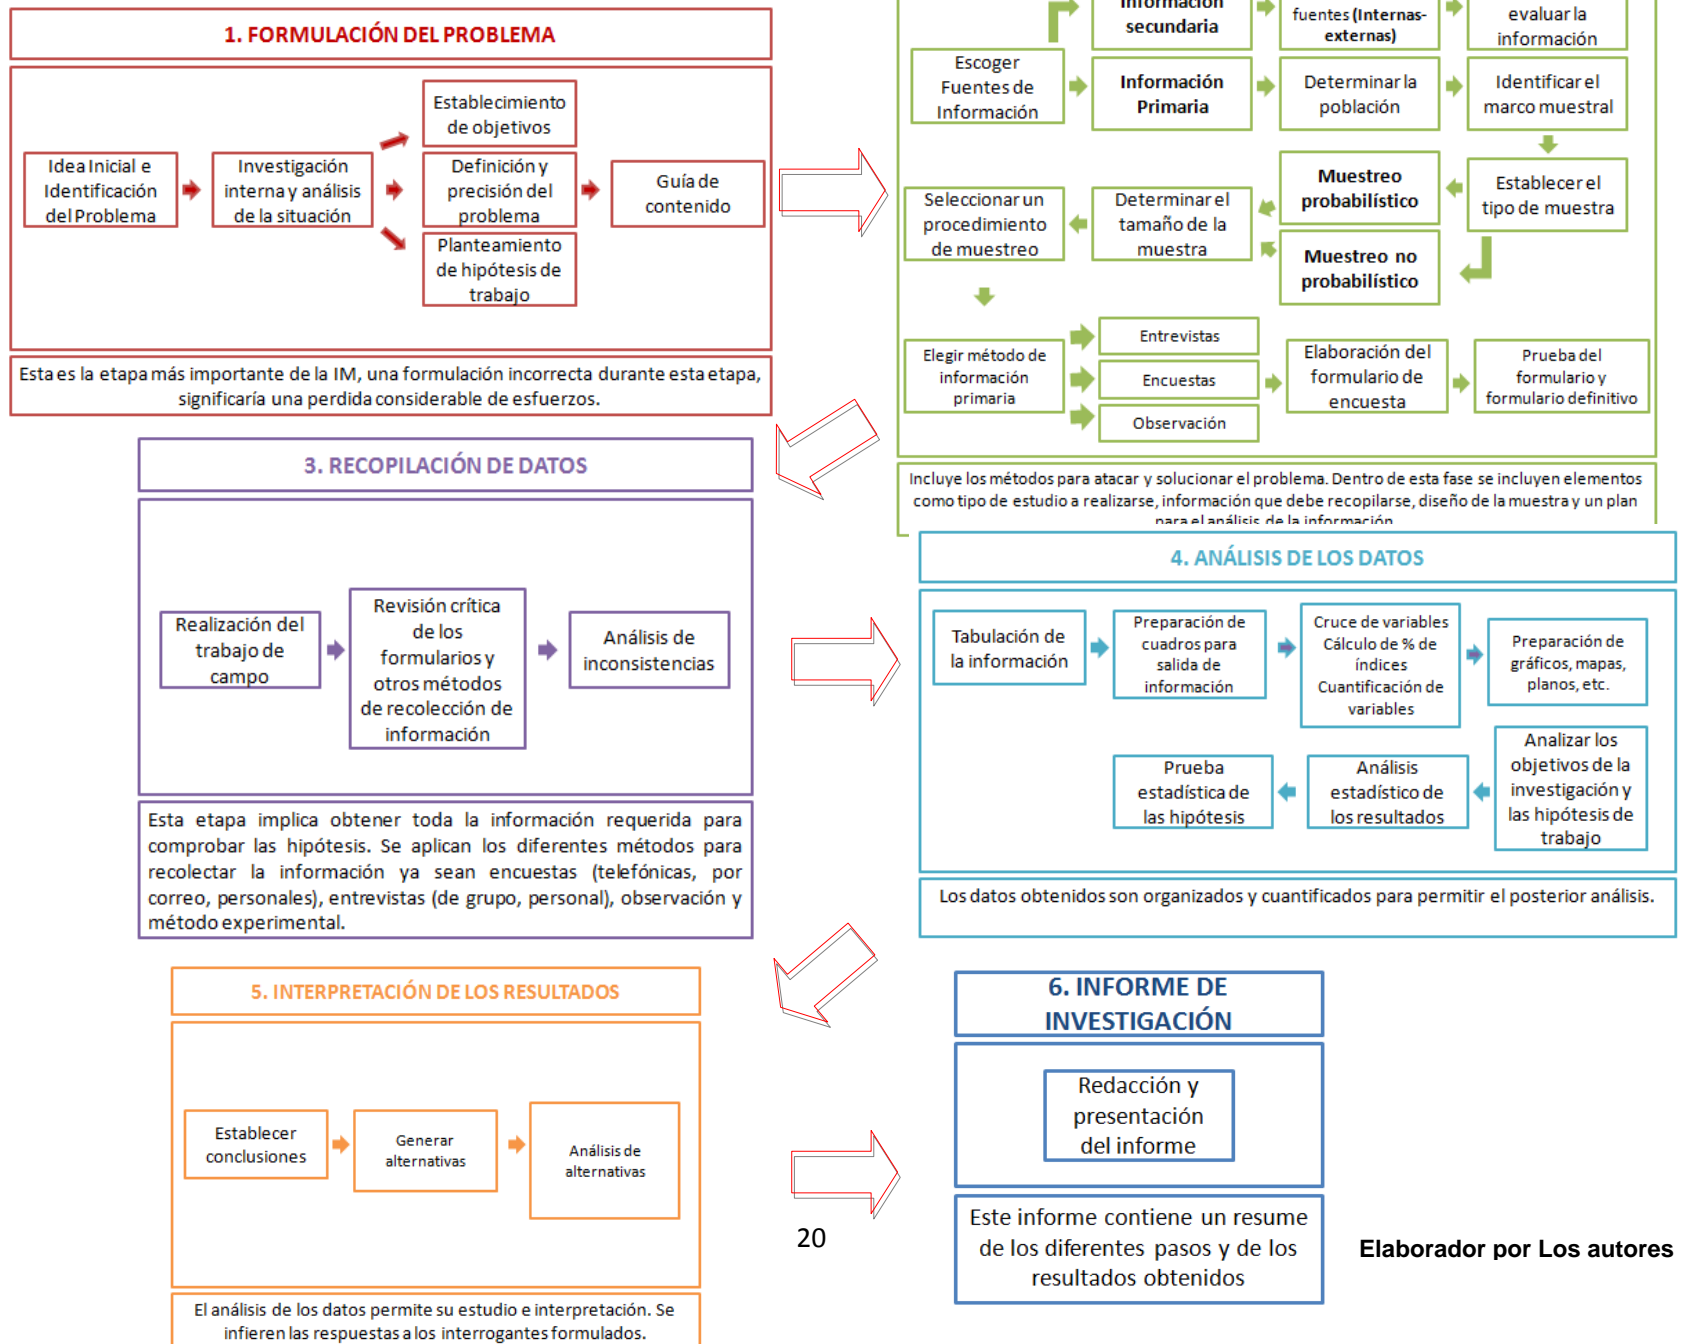 1. FORMULACIÓN DEL PROBLEMA
Idea Inicial e
Identificación
del Problema
Investigación
interna y análisis
de la situación
Establecimiento
de objetivos
Definición y
precisión del
problema
Planteamiento
de hipótesis de
trabajo
Guía de
contenido
Esta es la etapa más importante de la IM, una formulación incorrecta durante esta etapa,
significaría una perdida considerable de esfuerzos.
Escoger
Fuentes de
Información
Información
secundaria
fuentes (Internas-
externas)
evaluar la
información
Información
Primaria
Determinar la
población
Identificar el
marco muestral
Establecer el
tipo de muestra
Muestreo
probabilístico
Muestreo no
probabilístico
Determinar el
tamaño de la
muestra
Seleccionar un
procedimiento
de muestreo
Elegir método de
información
primaria
Entrevistas
Encuestas
Observación
Elaboración del
formulario de
encuesta
Prueba del
formulario y
formulario definitivo
Incluye los métodos para atacar y solucionar el problema. Dentro de esta fase se incluyen elementos
como tipo de estudio a realizarse, información que debe recopilarse, diseño de la muestra y un plan
para el análisis de la información
3. RECOPILACIÓN DE DATOS
Realización del
trabajo de
campo
Revisión crítica
de los
formularios y
otros métodos
de recolección de
información
Análisis de
inconsistencias
Esta etapa implica obtener toda la información requerida para
comprobar las hipótesis. Se aplican los diferentes métodos para
recolectar la información ya sean encuestas (telefónicas, por
correo, personales), entrevistas (de grupo, personal), observación y
método experimental.
4. ANÁLISIS DE LOS DATOS
Tabulación de
la información
Preparación de
cuadros para
salida de
información
Cruce de variables
Cálculo de % de
índices
Cuantificación de
variables
Preparación de
gráficos, mapas,
planos, etc.
Analizar los
objetivos de la
investigación y
las hipótesis de
trabajo
Análisis
estadístico de
los resultados
Prueba
estadística de
las hipótesis
Los datos obtenidos son organizados y cuantificados para permitir el posterior análisis.
5. INTERPRETACIÓN DE LOS RESULTADOS
Establecer
conclusiones
Generar
alternativas
Análisis de
alternativas
El análisis de los datos permite su estudio e interpretación. Se
infieren las respuestas a los interrogantes formulados.
6. INFORME DE
INVESTIGACIÓN
Redacción y
presentación
del informe
Este informe contiene un resume
de los diferentes pasos y de los
resultados obtenidos
20
Elaborador por Los autores